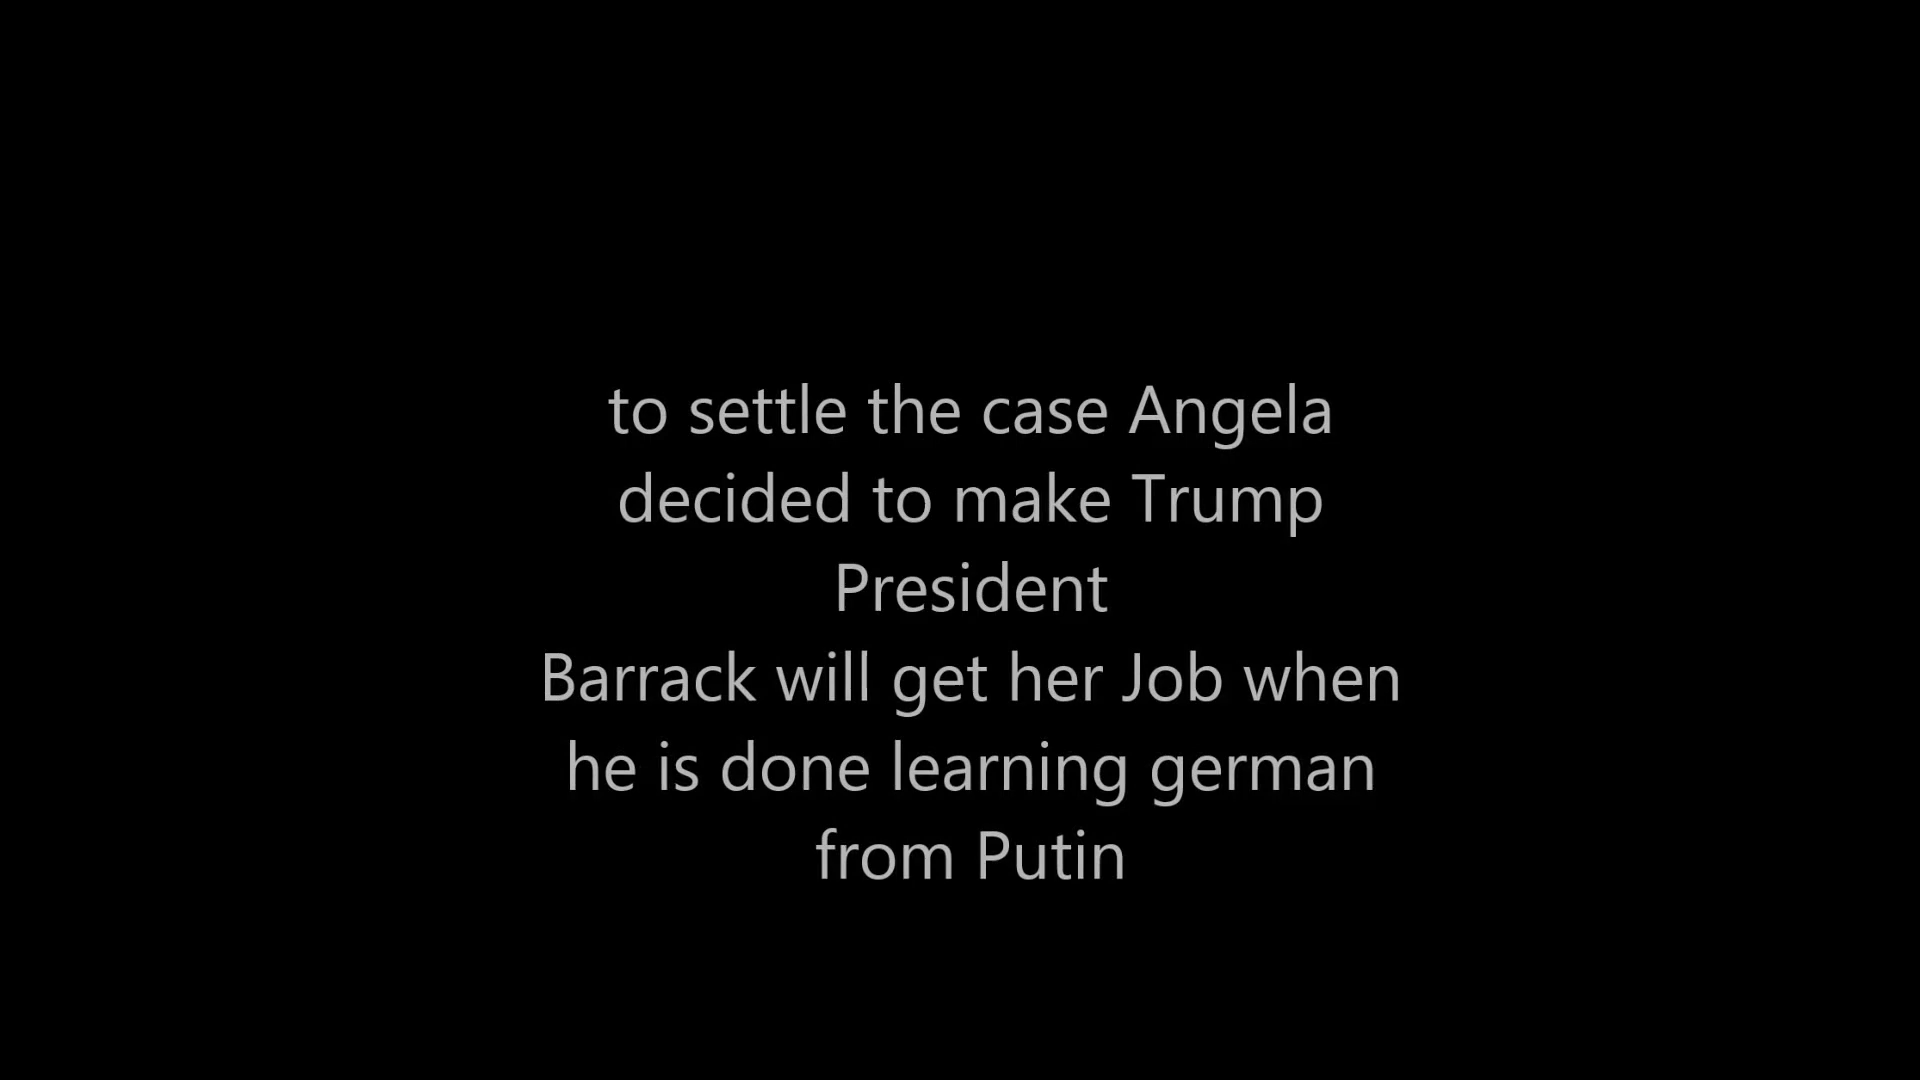 to settle the case Angela
decided to make Trump
President
Barrack will get her Job when
he is done learning german
from Putin